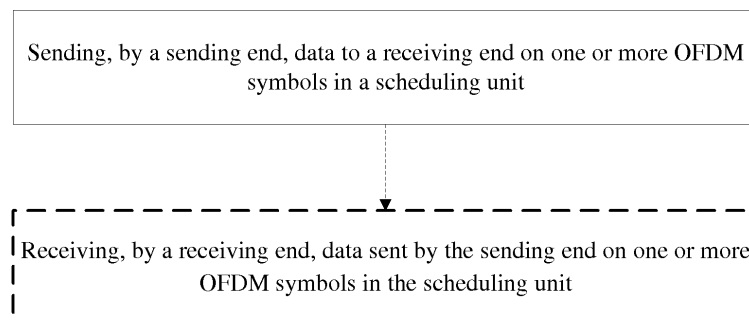 Sending, by a sending end, data to a receiving end on one or more OFDM
symbols in a scheduling unit
Receiving, by a receiving end, data sent by the sending end on one or more
OFDM symbols in the scheduling unit